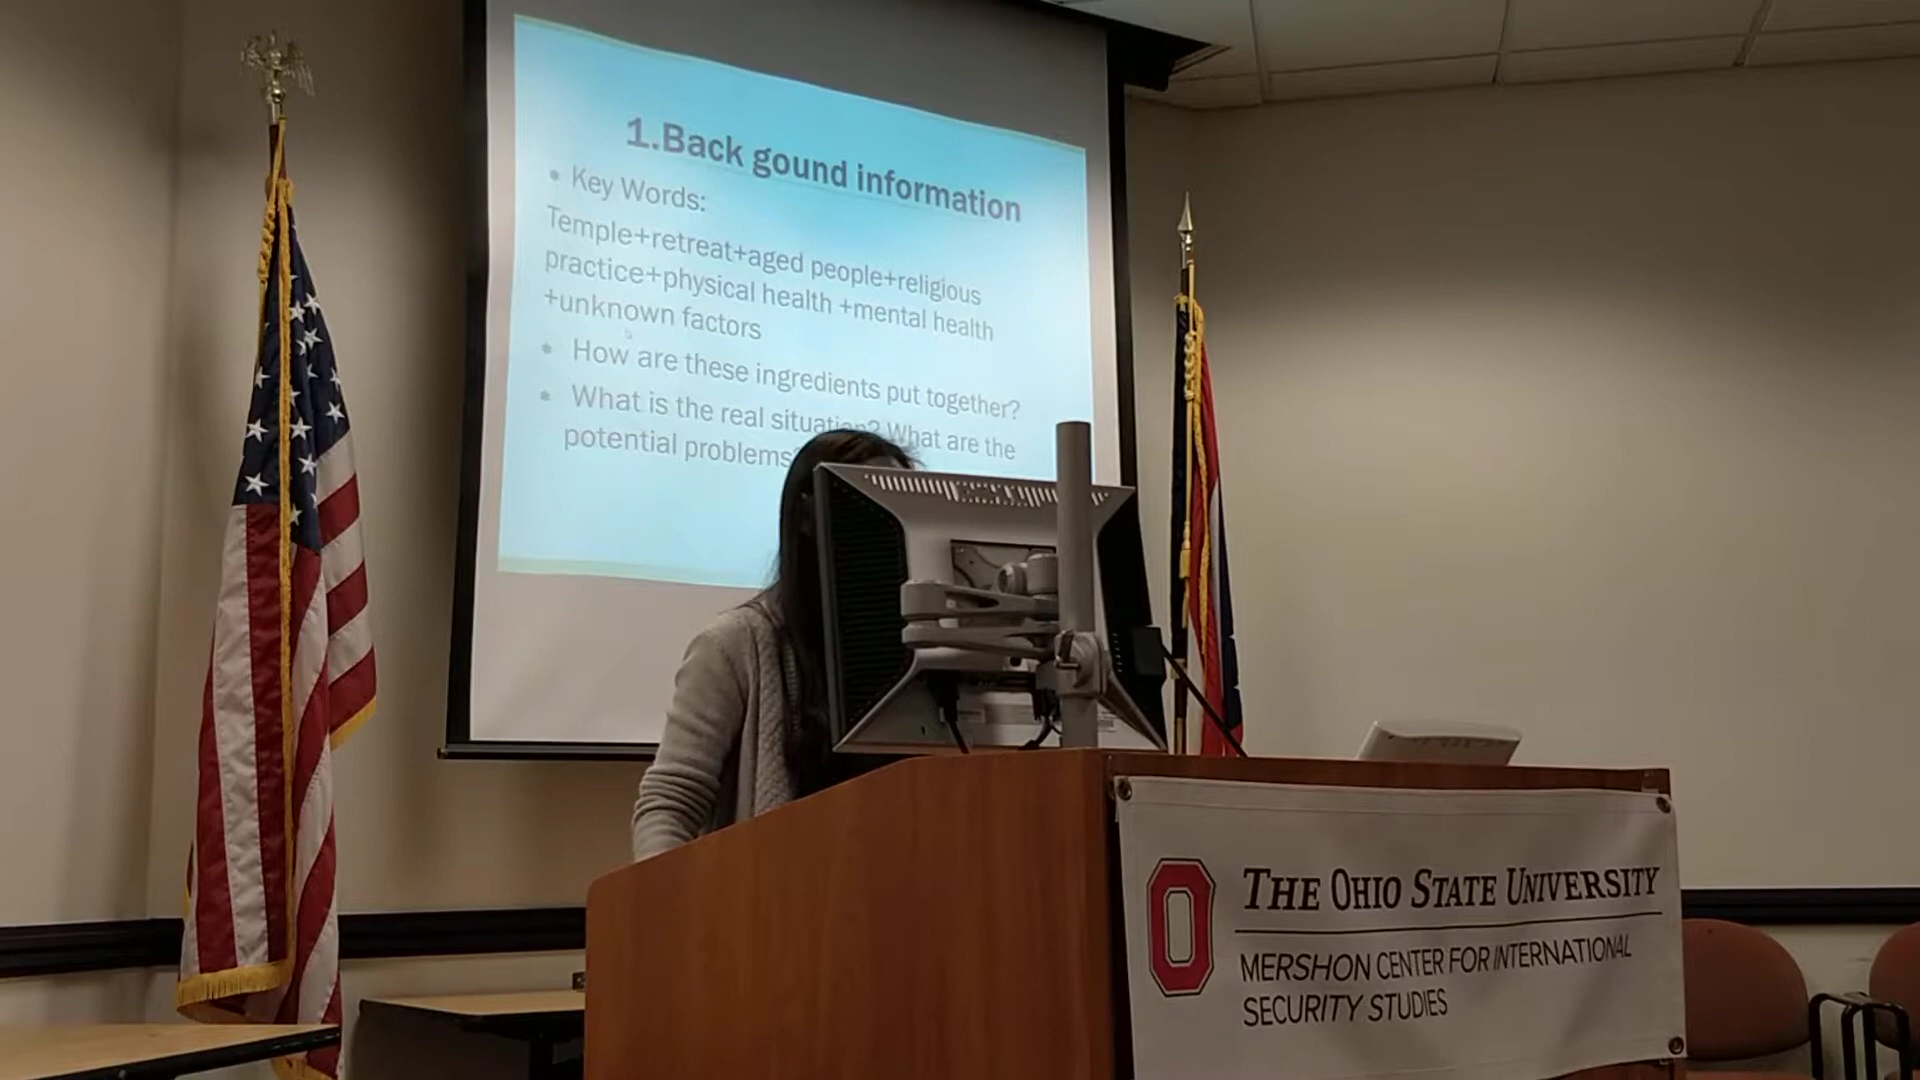 1.Back gound information
• Key Words:
Temple+retreat+aged people+religious
practice+physical health +mental health
+unknown factors
• How are these ingredients put together?
• What is the real situation? What are the
potential problems
THE OHIO STATE UNIVERSITY
MERSHON CENTER FOR INTERNATIONAL
SECURITY STUDIES